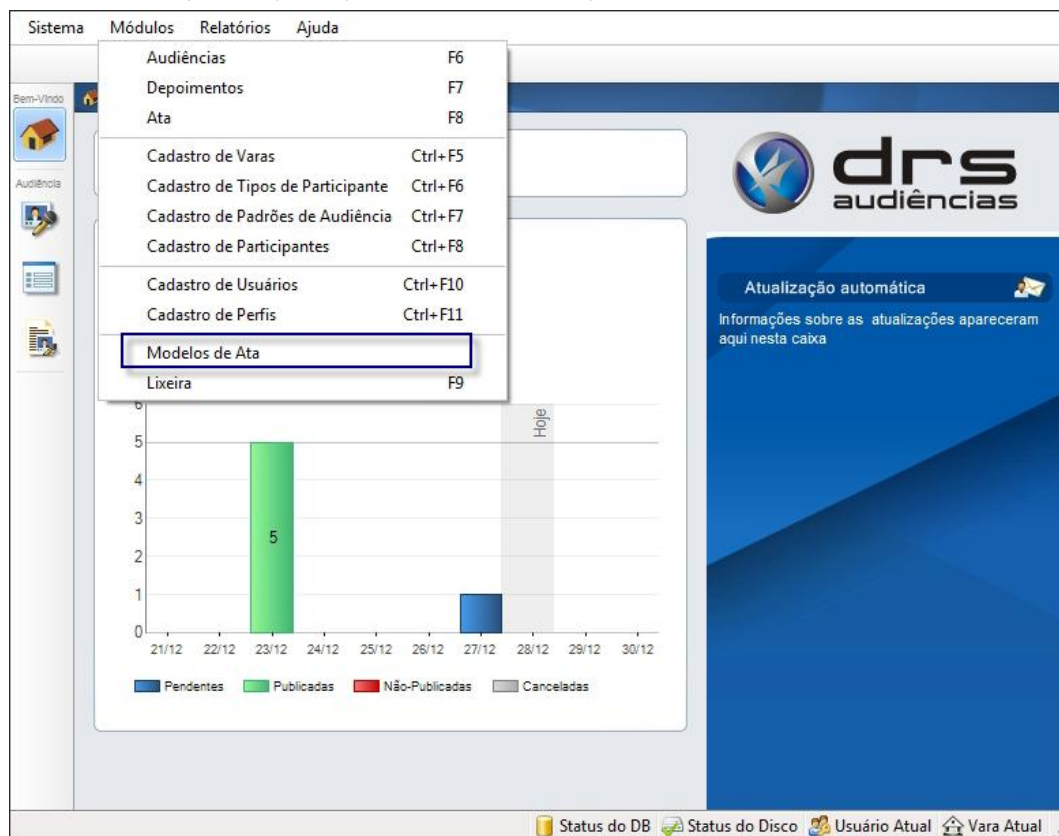 Sistema Módulos Relatórios Ajuda
Audiências F6
Depoimentos F7
Ata F8
Cadastro de Varas Ctrl+F5
Cadastro de Tipos de Participante Ctrl+F6
Cadastro de Padrões de Audiência Ctrl+F7
Cadastro de Participantes Ctrl+F8
Cadastro de Usuários Ctrl+F10
Cadastro de Perfis Ctrl+F11
Modelos de Ata
Lixeira F9
Bem-Vindo
Audiência
drs
audiências
Atualização automática
Informações sobre as atualizações apareceram
aqui nesta caixa
Hoje
6
5
4
3
2
1
0
5
21/12 22/12 23/12 24/12 25/12 26/12 27/12 28/12 29/12 30/12
Pendentes Publicadas Não-Publicadas Canceladas
Status do DB Status do Disco Usuário Atual Vara Atual